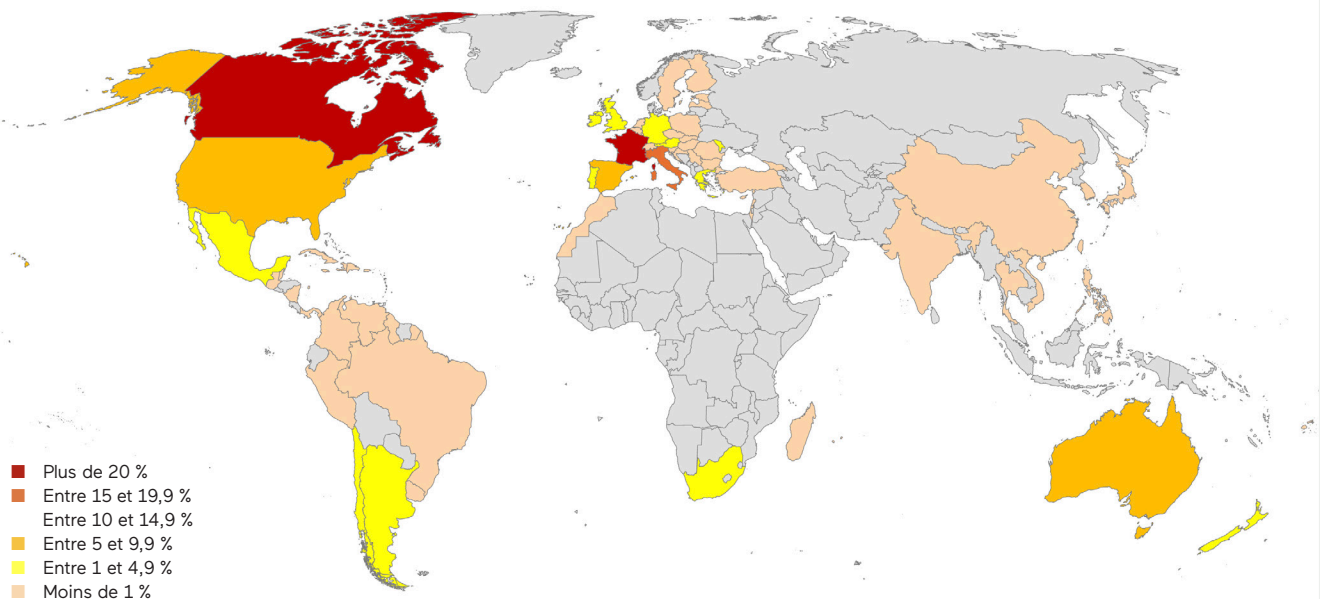 Plus de 20 %
Entre 15 et 19,9 %
Entre 10 et 14,9 %
Entre 5 et 9,9 %
Entre 1 et 4,9 %
Moins de 1 %